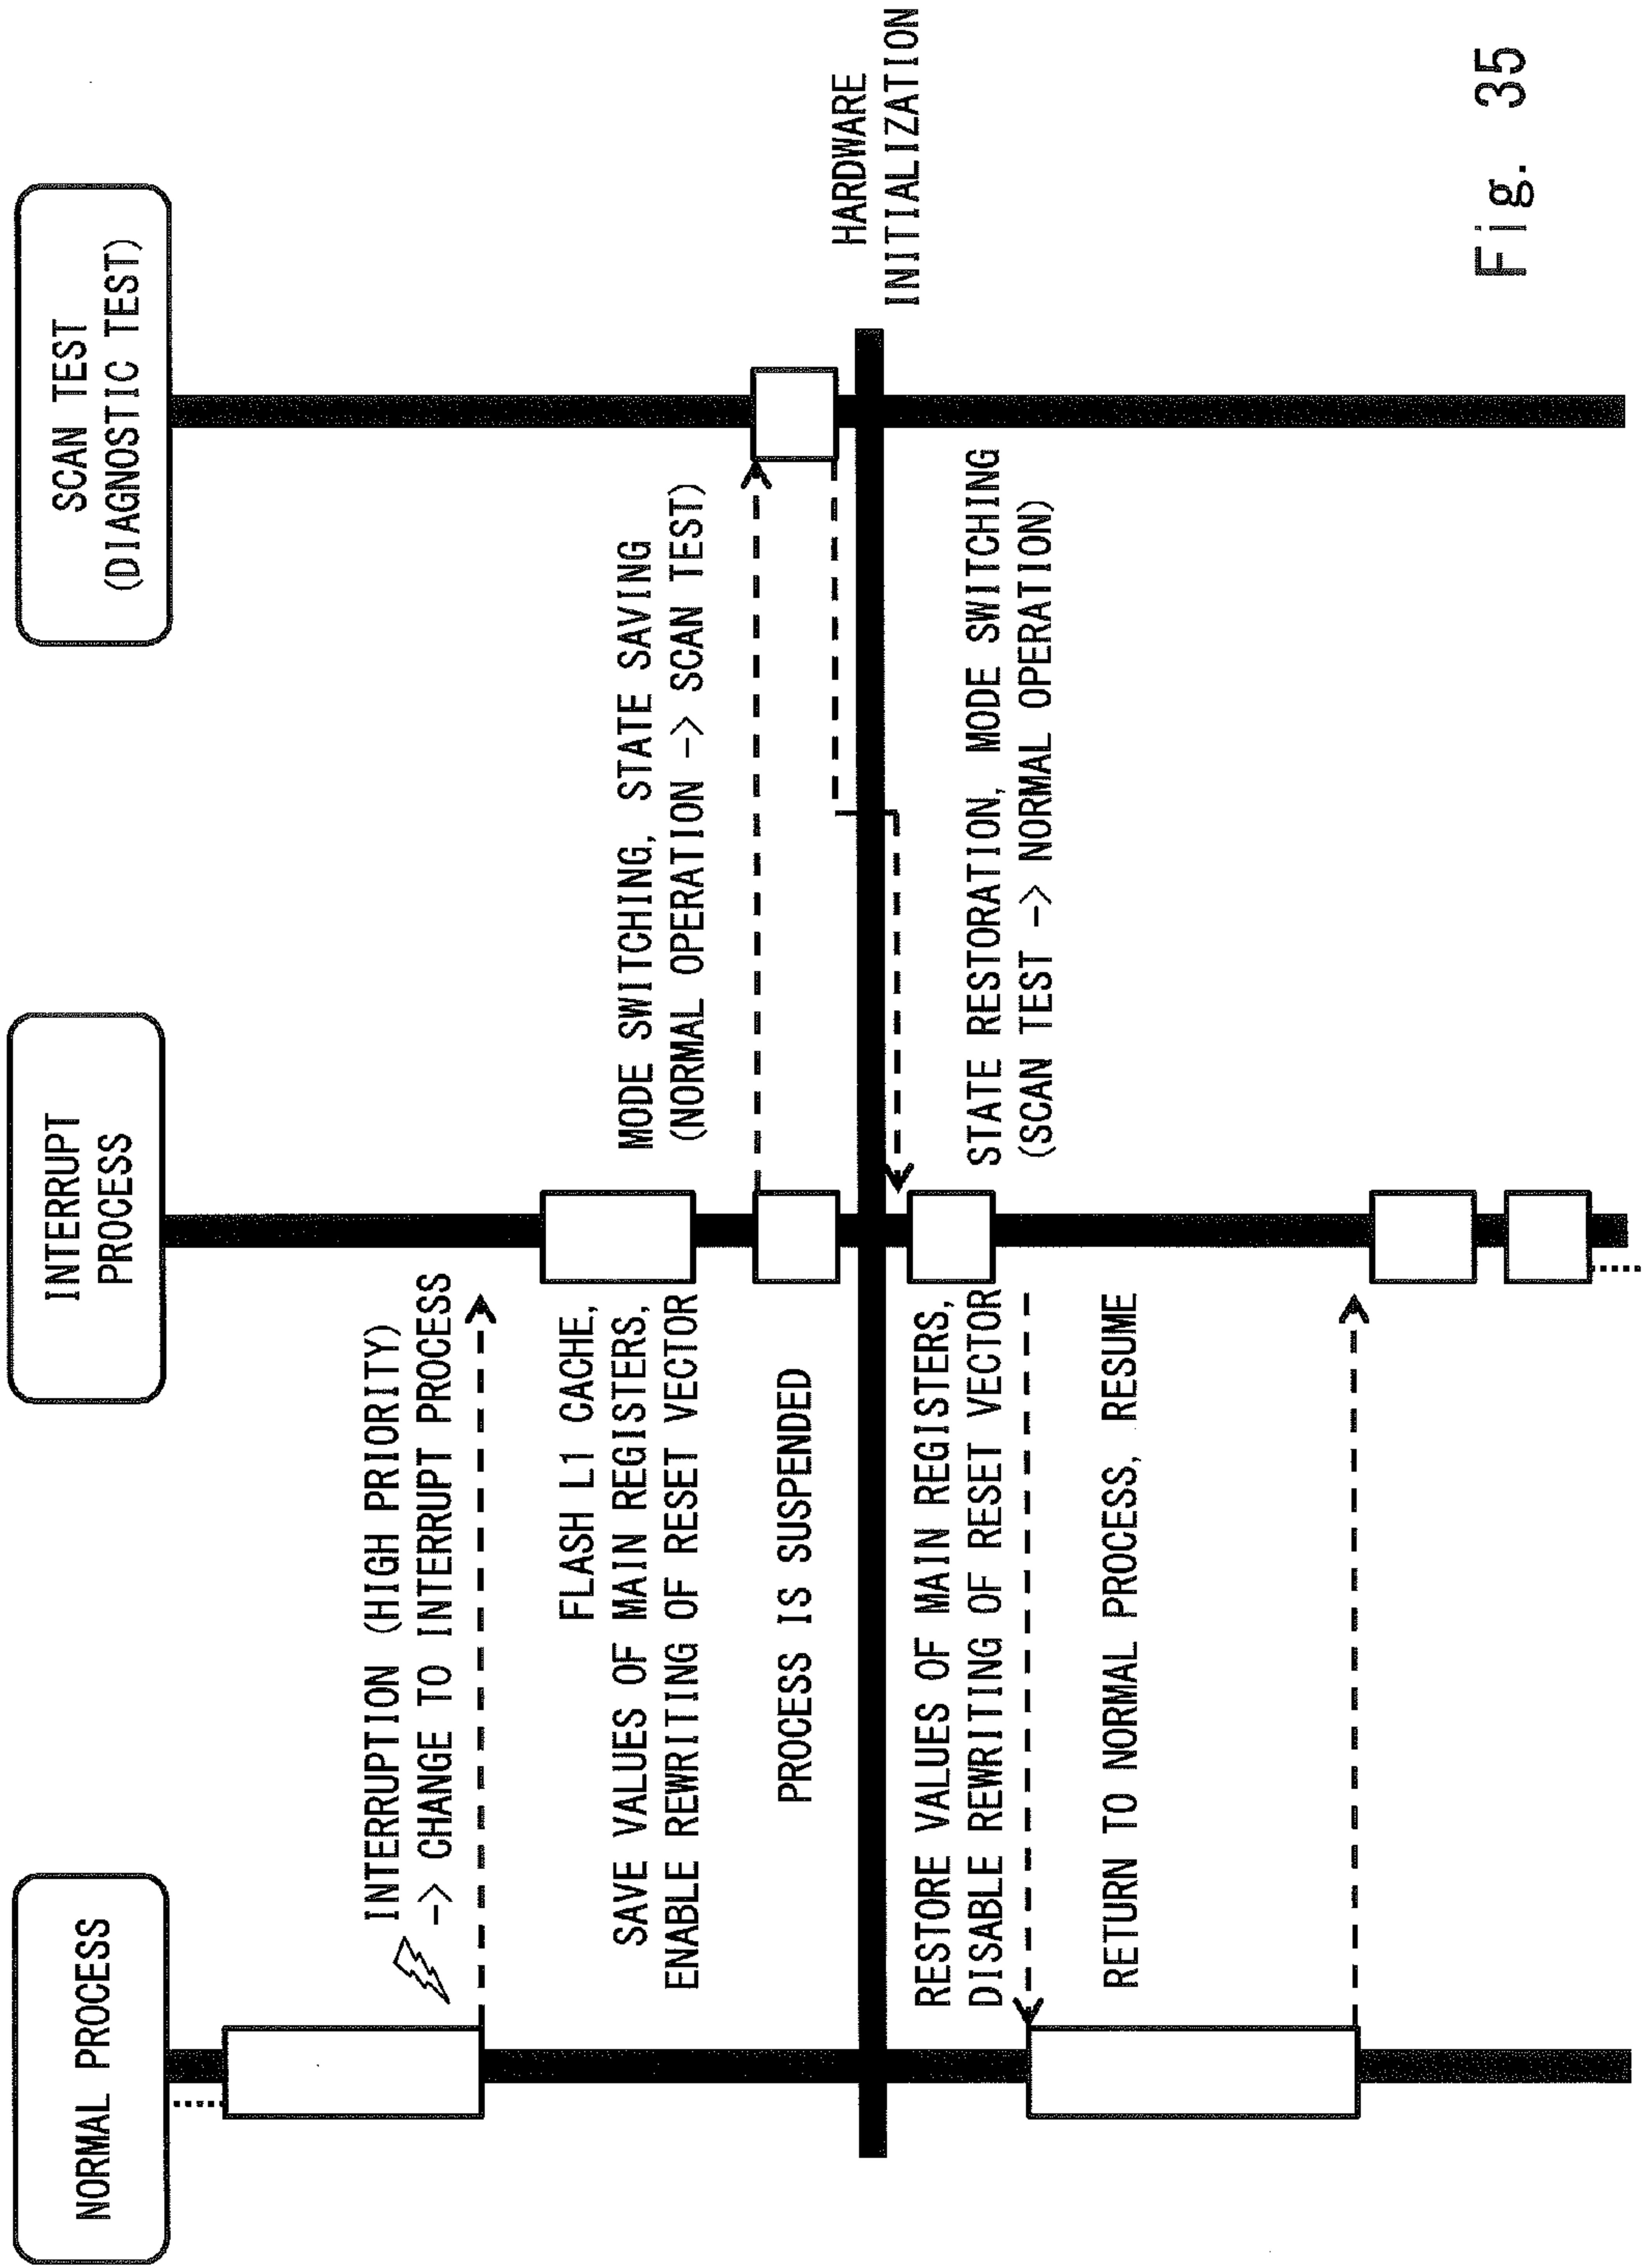 NORMAL PROCESS
INTERRUPT
PROCESS
SCAN TEST
(DIAGNOSTIC TEST)
INTERRUPTION (HIGH PRIORITY)
-> CHANGE TO INTERRUPT PROCESS
FLASH L1 CACHE,
SAVE VALUES OF MAIN REGISTERS,
ENABLE REWRITING OF RESET VECTOR
MODE SWITCHING, STATE SAVING
(NORMAL OPERATION -> SCAN TEST)
PROCESS IS SUSPENDED
HARDWARE
INITIALIZATION
RESTORE VALUES OF MAIN REGISTERS,
DISABLE REWRITING OF RESET VECTOR
STATE RESTORATION, MODE SWITCHING
(SCAN TEST -> NORMAL OPERATION)
RETURN TO NORMAL PROCESS, RESUME
Fig. 35